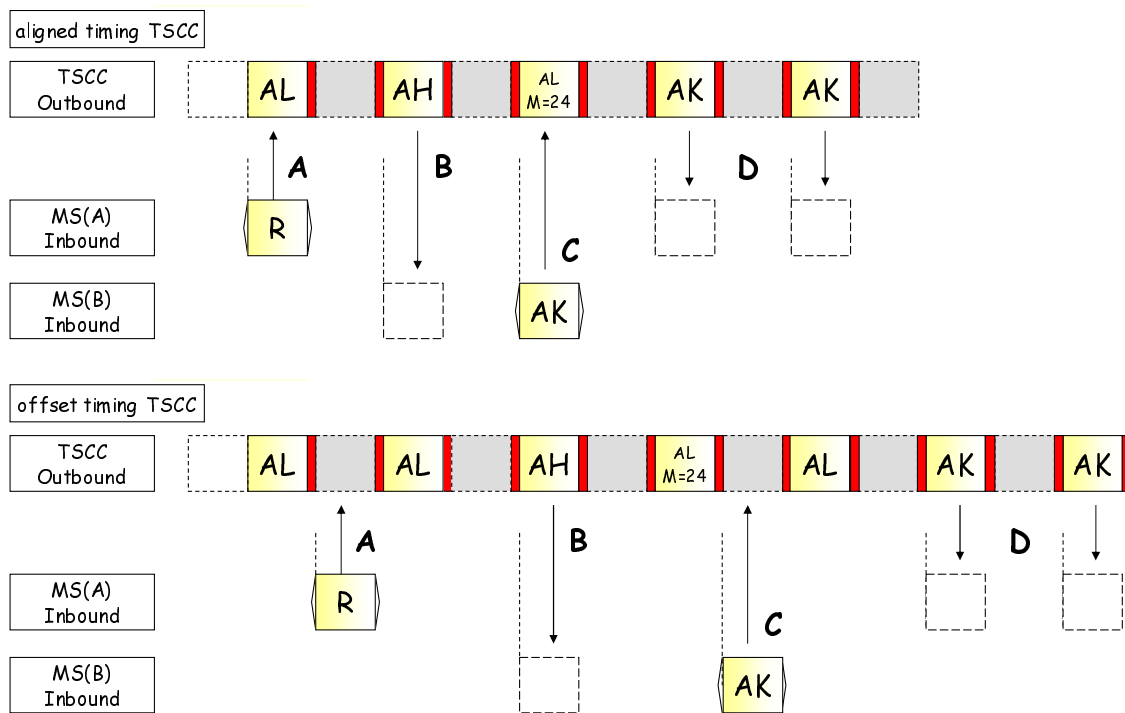 aligned timing TSCC
TSCC
Outbound
AL
AH
AL
M=24
AK
AK
A
B
D
MS(A)
Inbound
R
C
MS(B)
Inbound
AK
offset timing TSCC
TSCC
Outbound
AL
AL
AH
AL
M=24
AL
AK
AK
A
B
D
MS(A)
Inbound
R
C
MS(B)
Inbound
AK